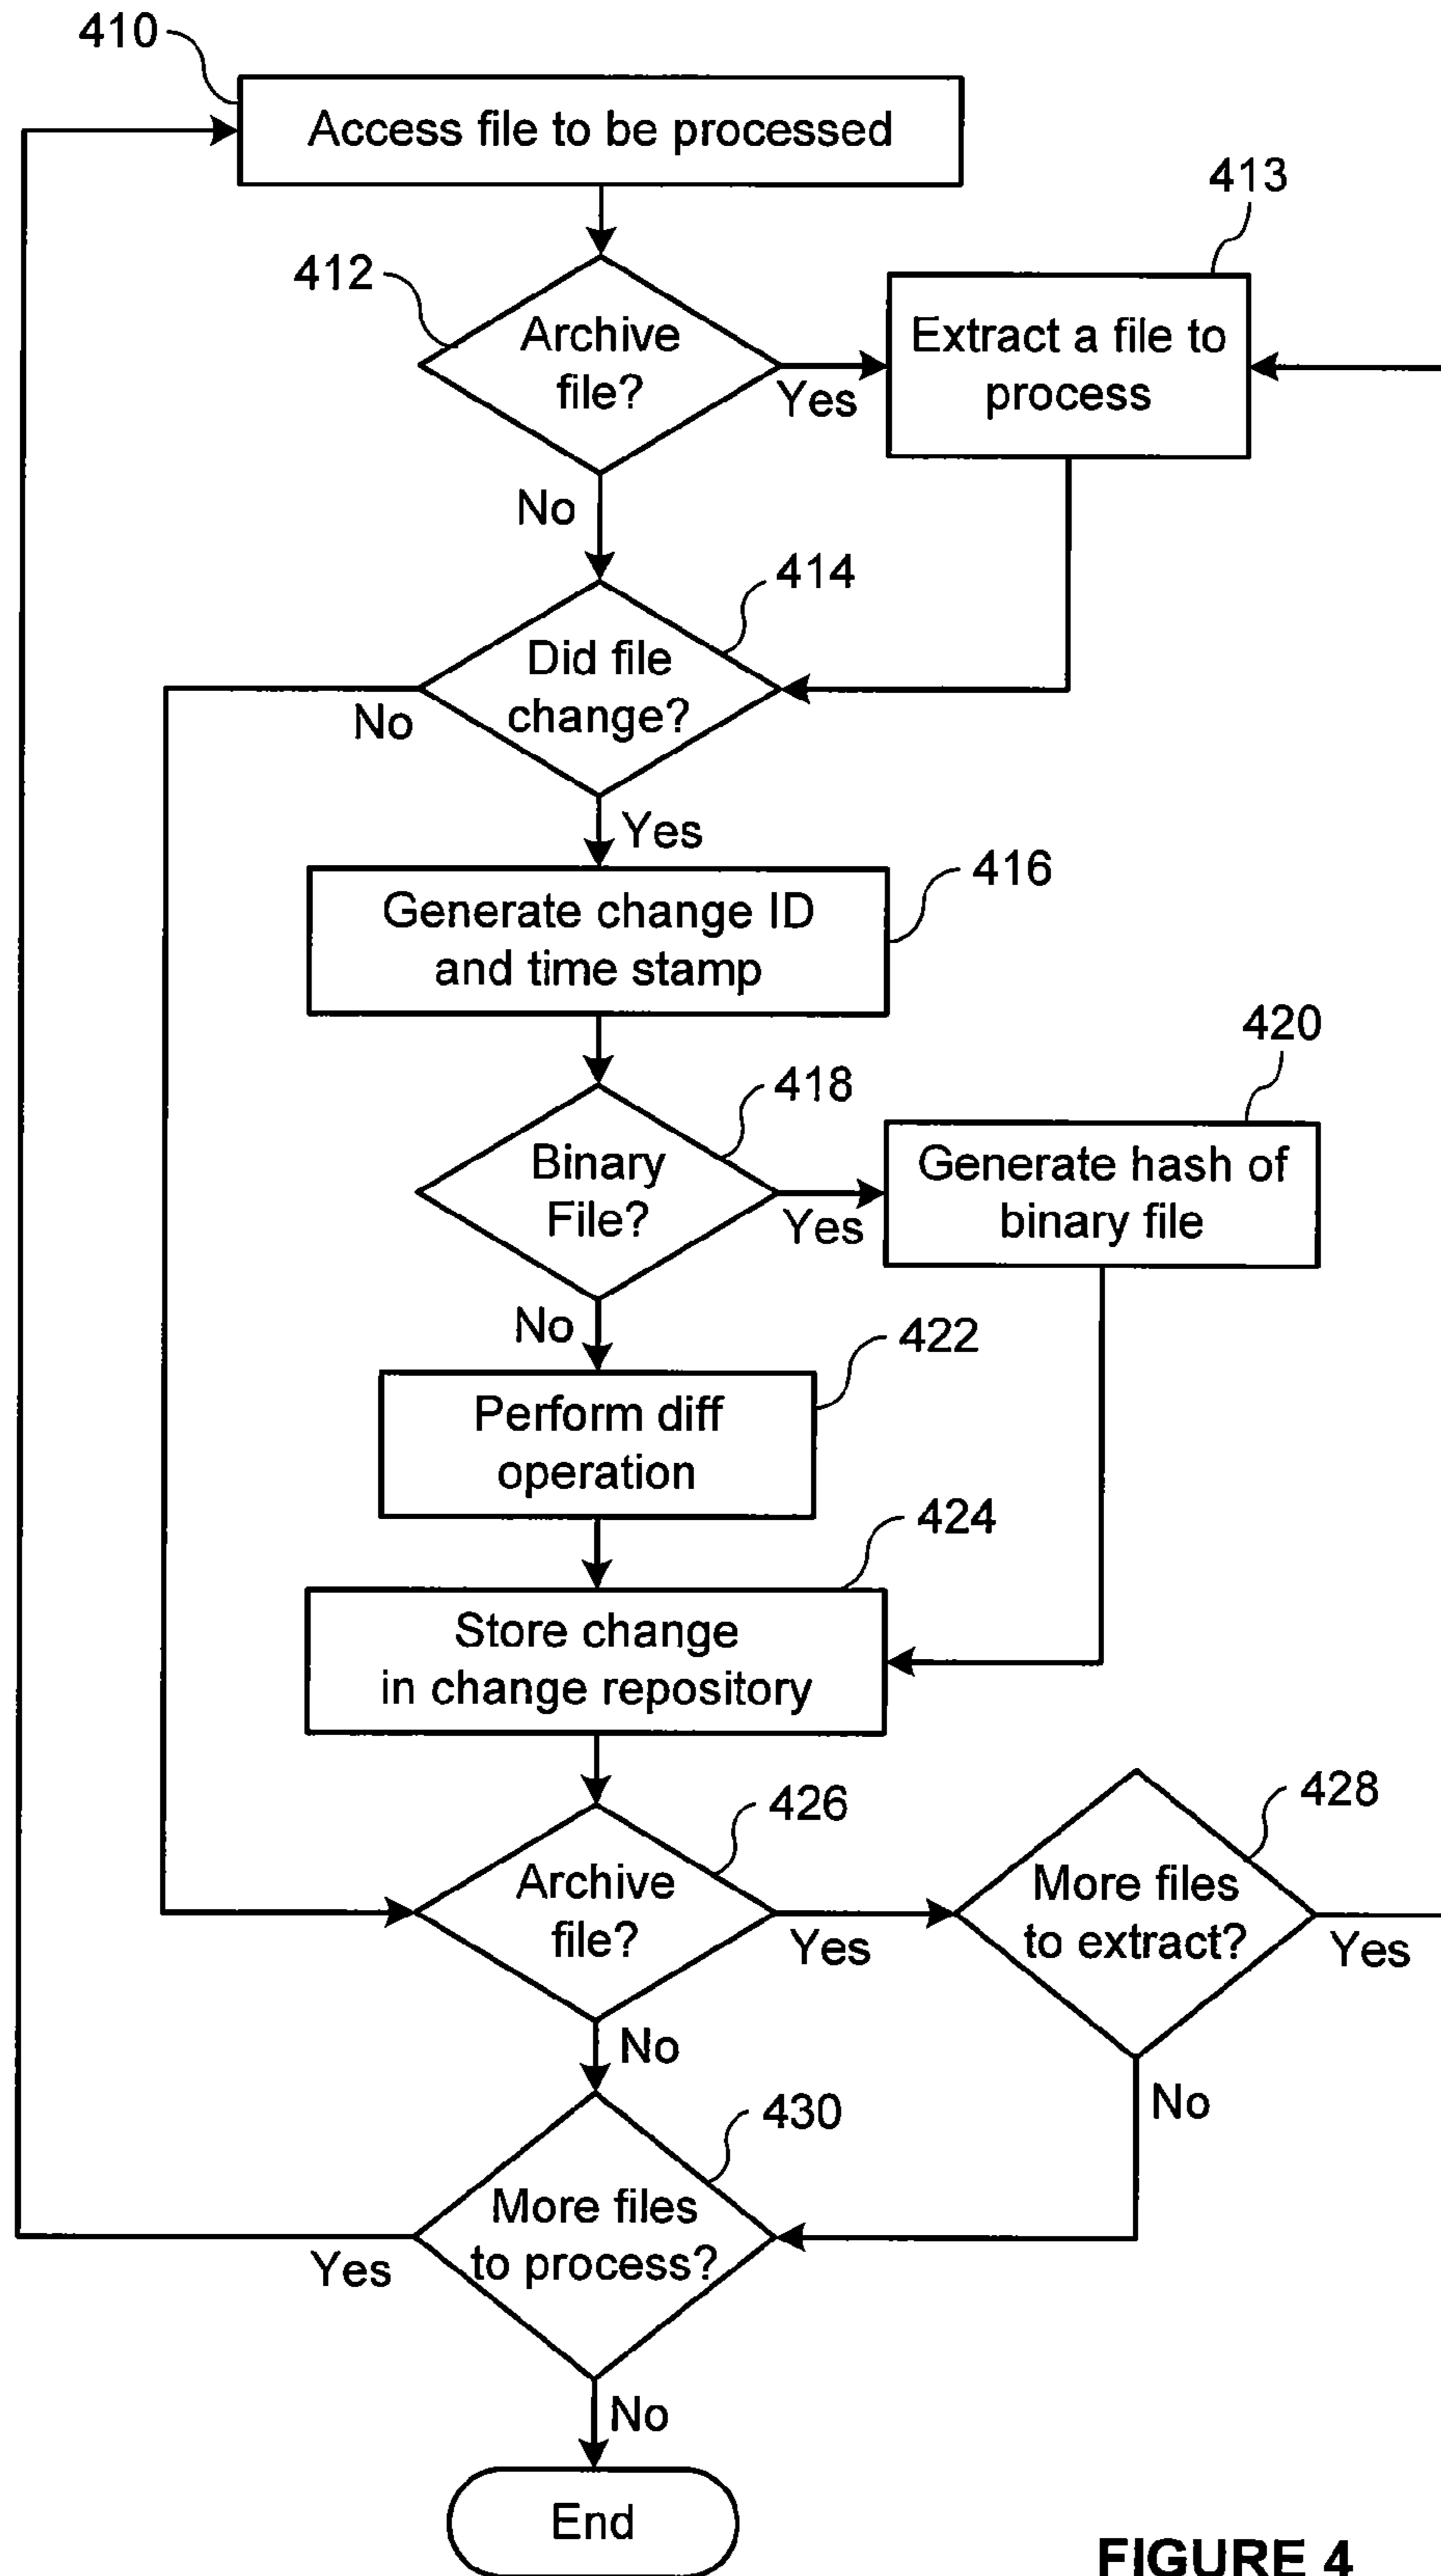 410
Access file to be processed
413
412
Archive
file?
Yes
Extract a file to
process
No
414
Did file
change?
No
Yes
416
Generate change ID
and time stamp
420
418
Binary
File?
Yes
Generate hash of
binary file
No
422
Perform diff
operation
424
Store change
in change repository
426
428
Archive
file?
Yes
More files
to extract?
Yes
No
No
430
More files
to process?
Yes
No
End
FIGURE 4